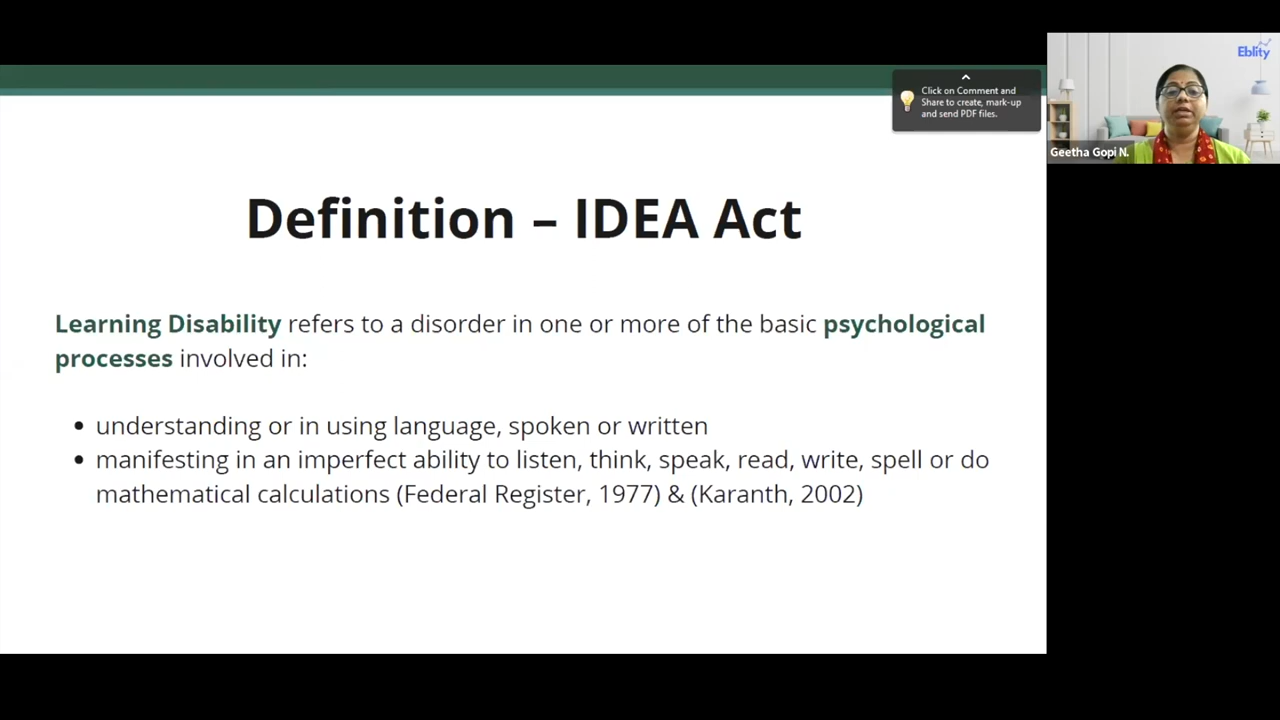 Eblity
Click on Comment and
Share to create, mark-up
and send PDF files.
Geetha Gopi N.
Definition – IDEA Act
Learning Disability refers to a disorder in one or more of the basic psychological
processes involved in:
• understanding or in using language, spoken or written
• manifesting in an imperfect ability to listen, think, speak, read, write, spell or do
mathematical calculations (Federal Register, 1977) & (Karanth, 2002)